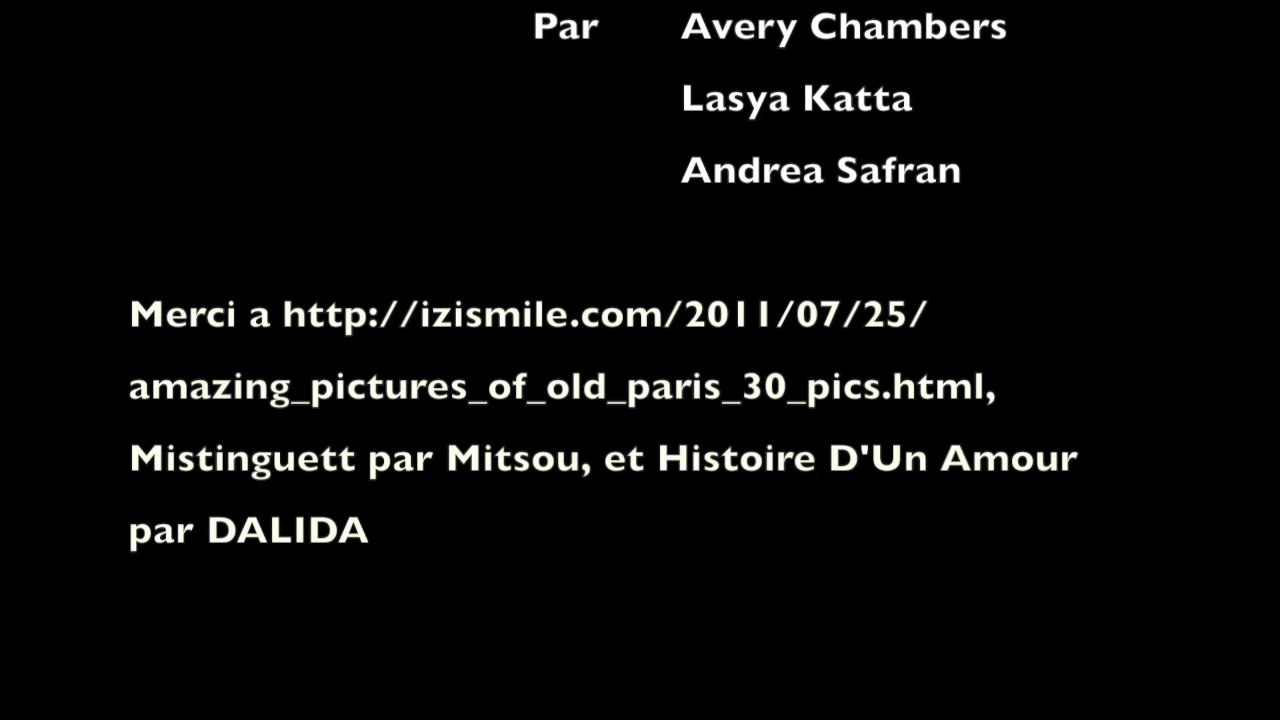 Par Avery Chambers
Lasya Katta
Andrea Safran
Merci a http://izismile.com/2011/07/25/
amazing_pictures_of_old_paris_30_pics.html,
Mistinguett par Mitsou, et Histoire D'Un Amour
par DALIDA